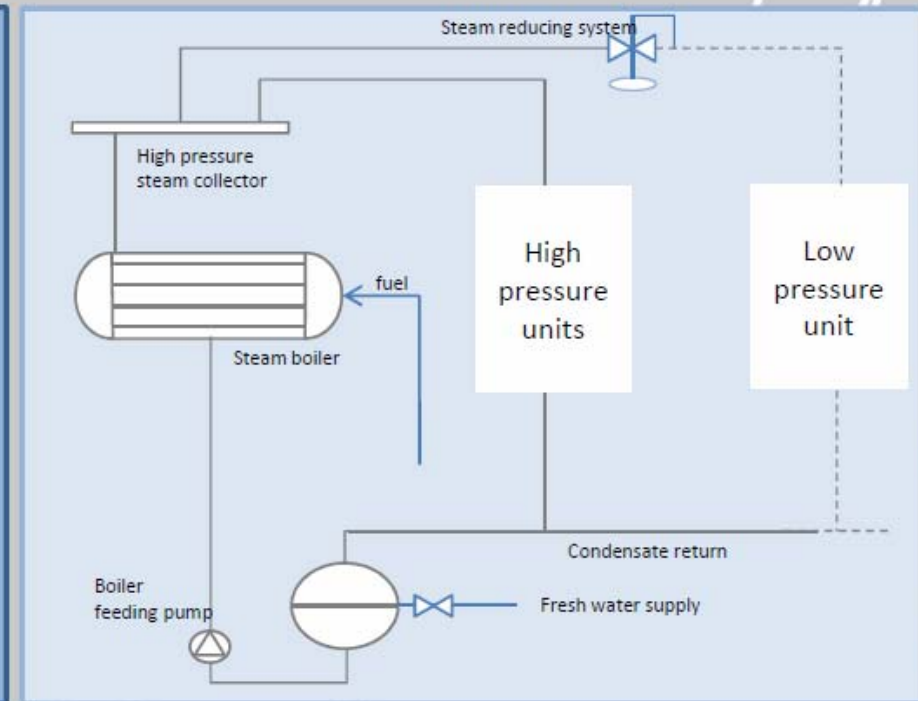 Steam reducing system
High pressure
steam collector
fuel
Steam boiler
High
pressure
units
Low
pressure
unit
Condensate return
Boiler
feeding pump
Fresh water supply